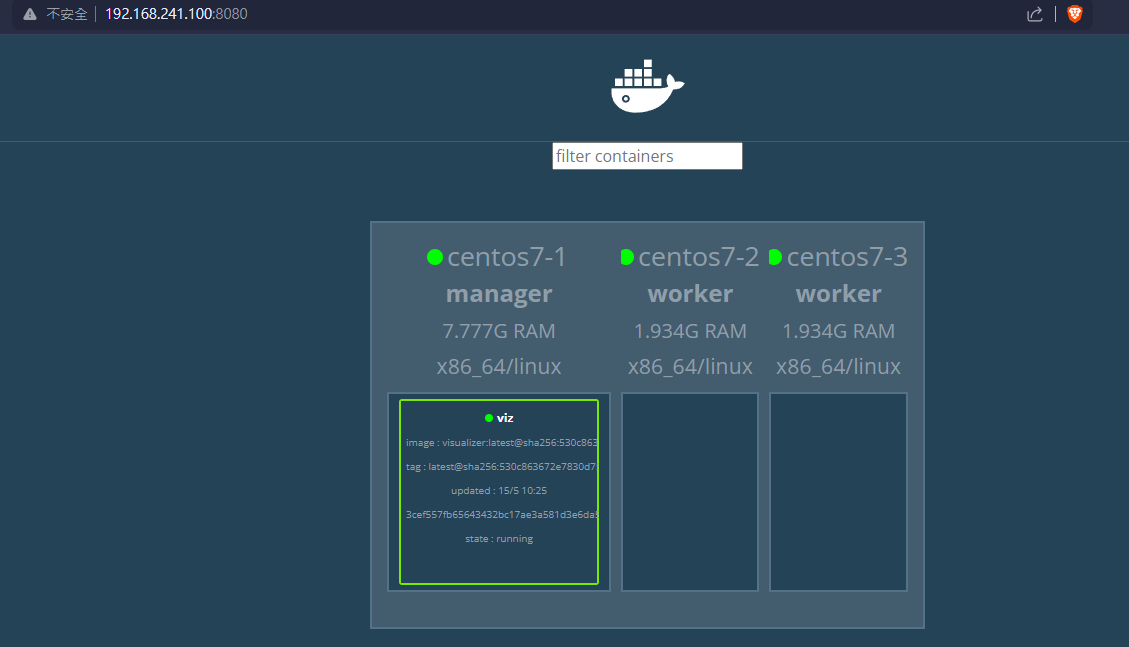 不安全 192.168.241.100:8080
filter containers
centos7-1
manager
7.777G RAM
x86_64/linux
centos7-2
worker
1.934G RAM
x86_64/linux
centos7-3
worker
1.934G RAM
x86_64/linux
viz
image : visualizer:latest@sha256:530c863
tag : latest@sha256:530c863672e7830d7
updated : 15/5 10:25
3cef557fb65643432bc17ae3a581d3e6da5
state : running